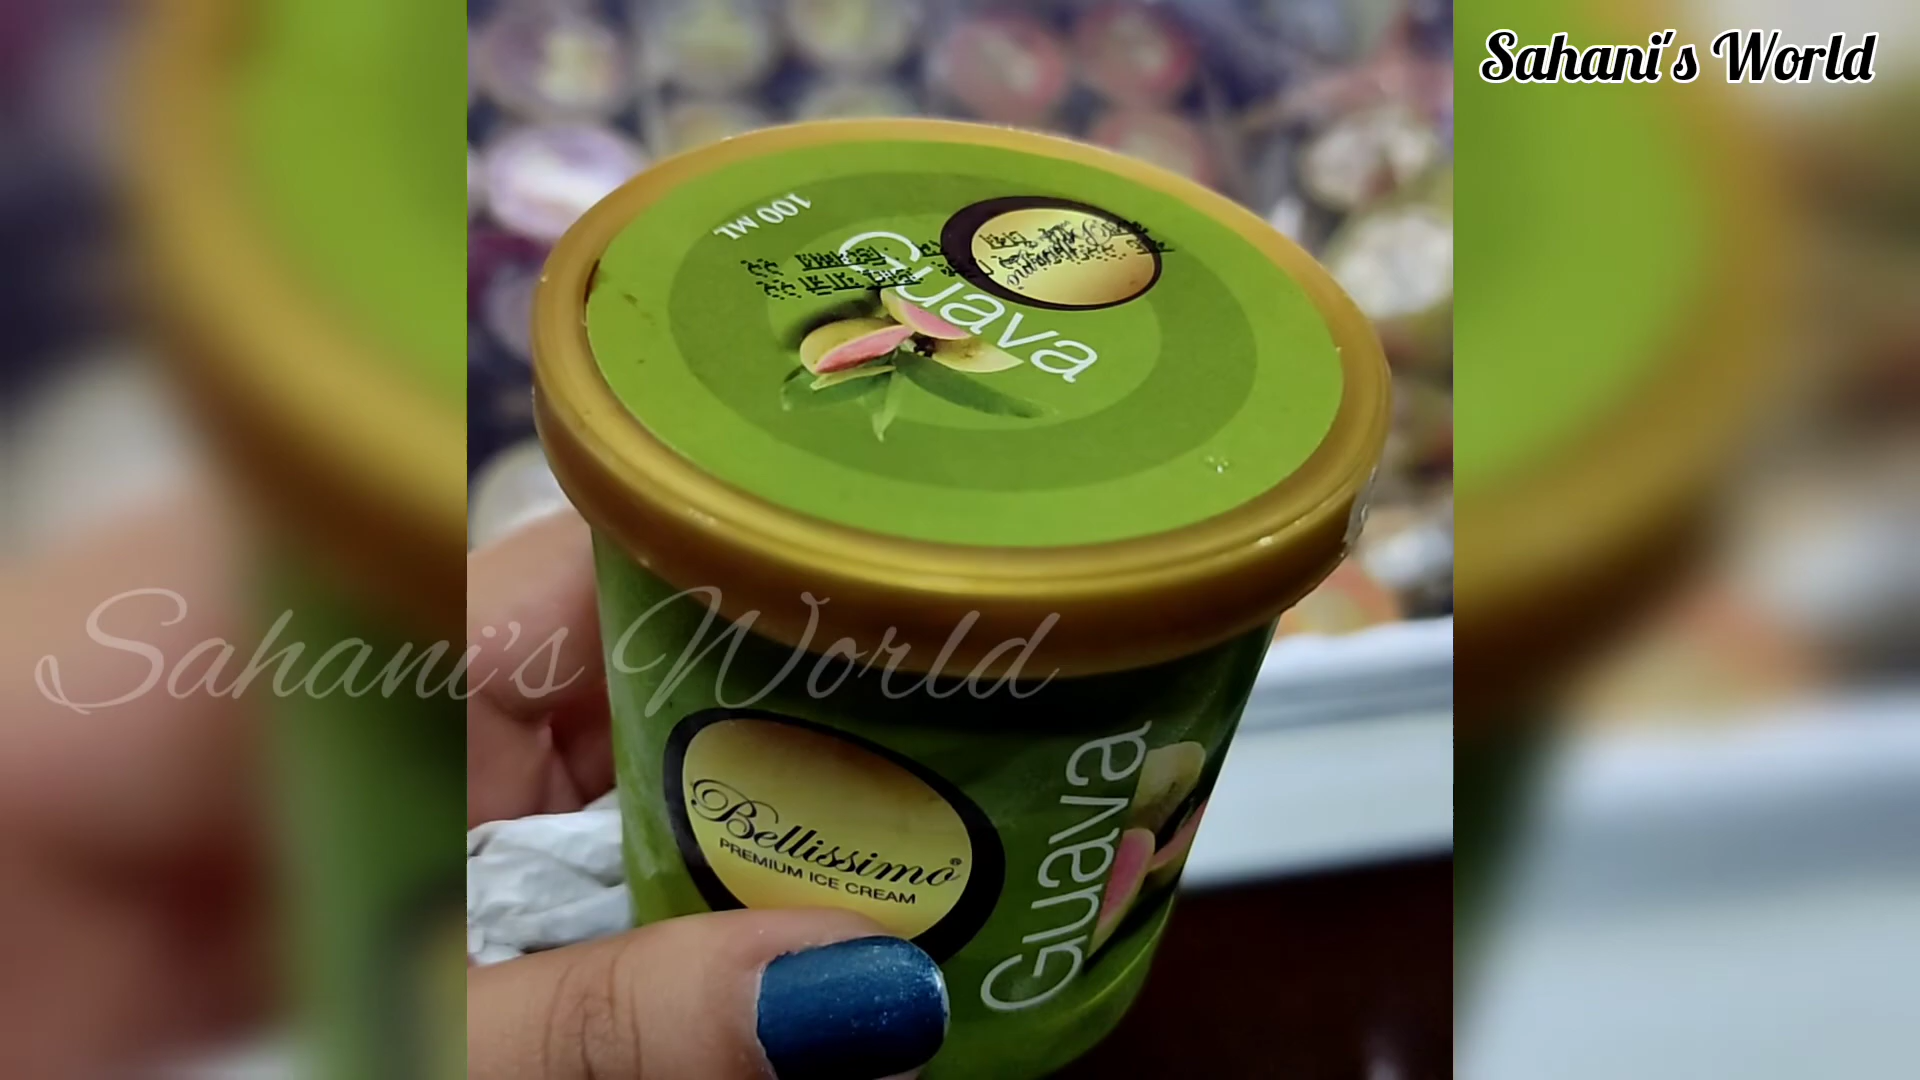 Sahani's World
100 ML
Guava
Sahani's World
Bellissimo®
PREMIUM ICE CREAM
Guava